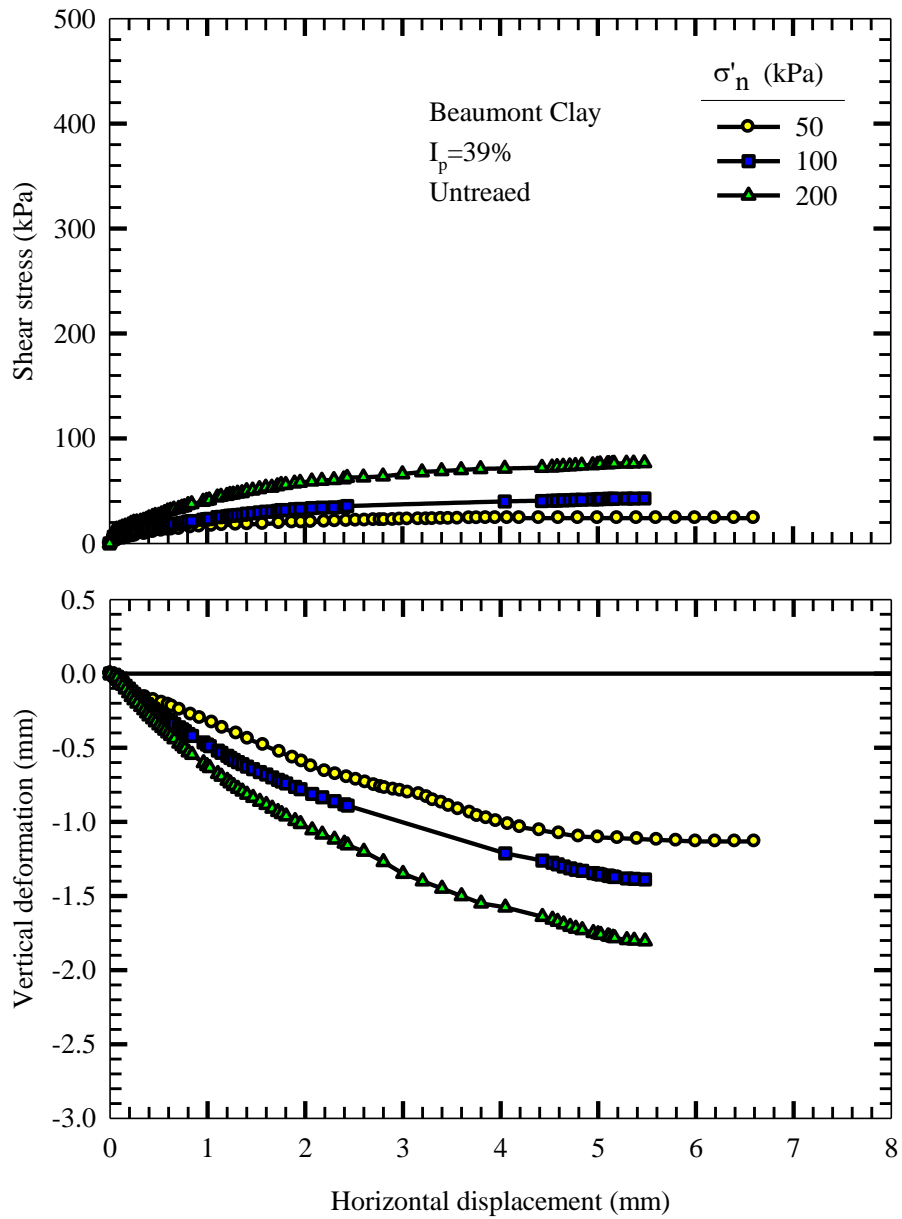 500
400
300
200
100
0
Shear stress (kPa)
σ'n (kPa)
50
100
200
Beaumont Clay
Ip=39%
Untreaed
0.5
0.0
-0.5
-1.0
-1.5
-2.0
-2.5
-3.0
Vertical deformation (mm)
0 1 2 3 4 5 6 7 8
Horizontal displacement (mm)